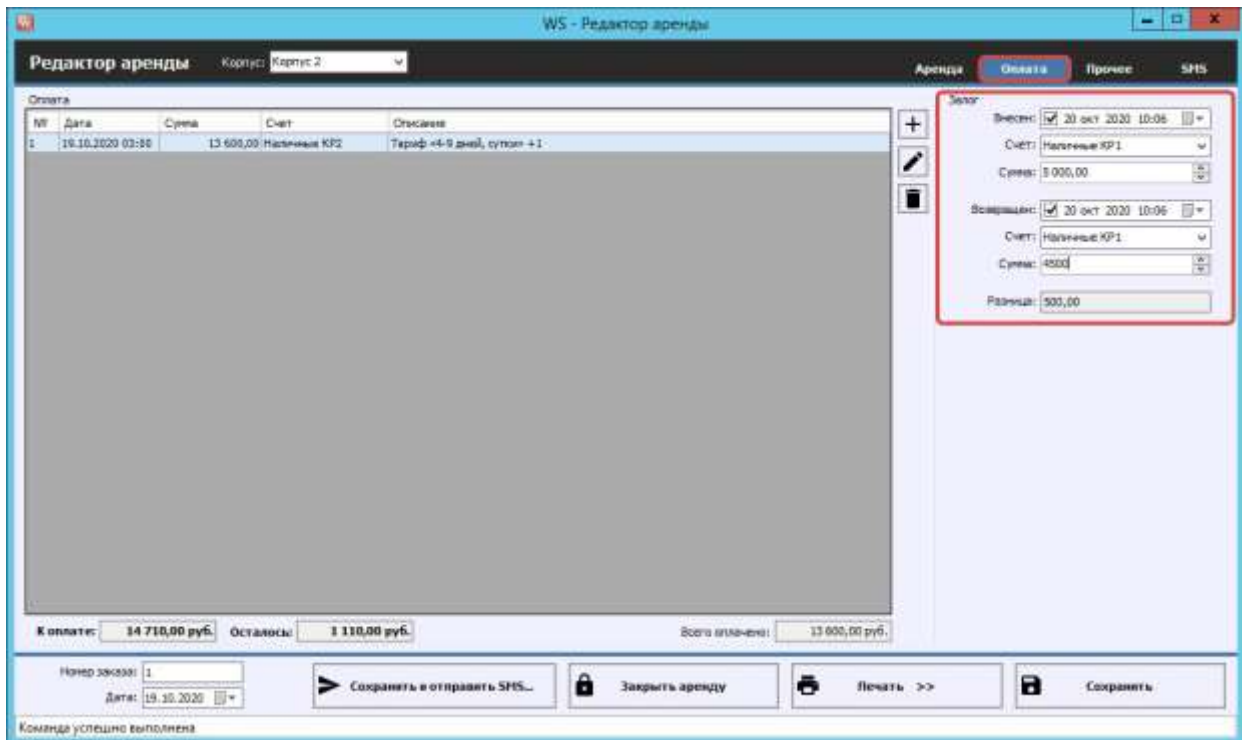 WS - Редактор аренды
Редактор аренды Корпус: Корпус 2 Аренда Оплата Прочее SMS
Оплата
№ Дата Сумма Счет Описание
1 19.10.2020 13 600,00 Наличные КР2 Тариф «4-9 дней, сутки» +1
Залог
Внесен: 20 окт 2020 10:06
Счет: Наличные КР1
Сумма: 5 000,00
Возвращен: 20 окт 2020 10:06
Счет: Наличные КР1
Сумма: 4500
Разница: 500,00
К оплате: 14 710,00 руб. Осталось: 1 110,00 руб. Всего оплачено: 13 600,00 руб.
Номер заказа: 1
Дата: 19.10.2020
Сохранить и отправить SMS... Закрыть аренду Печать >> Сохранить
Команда успешно выполнена